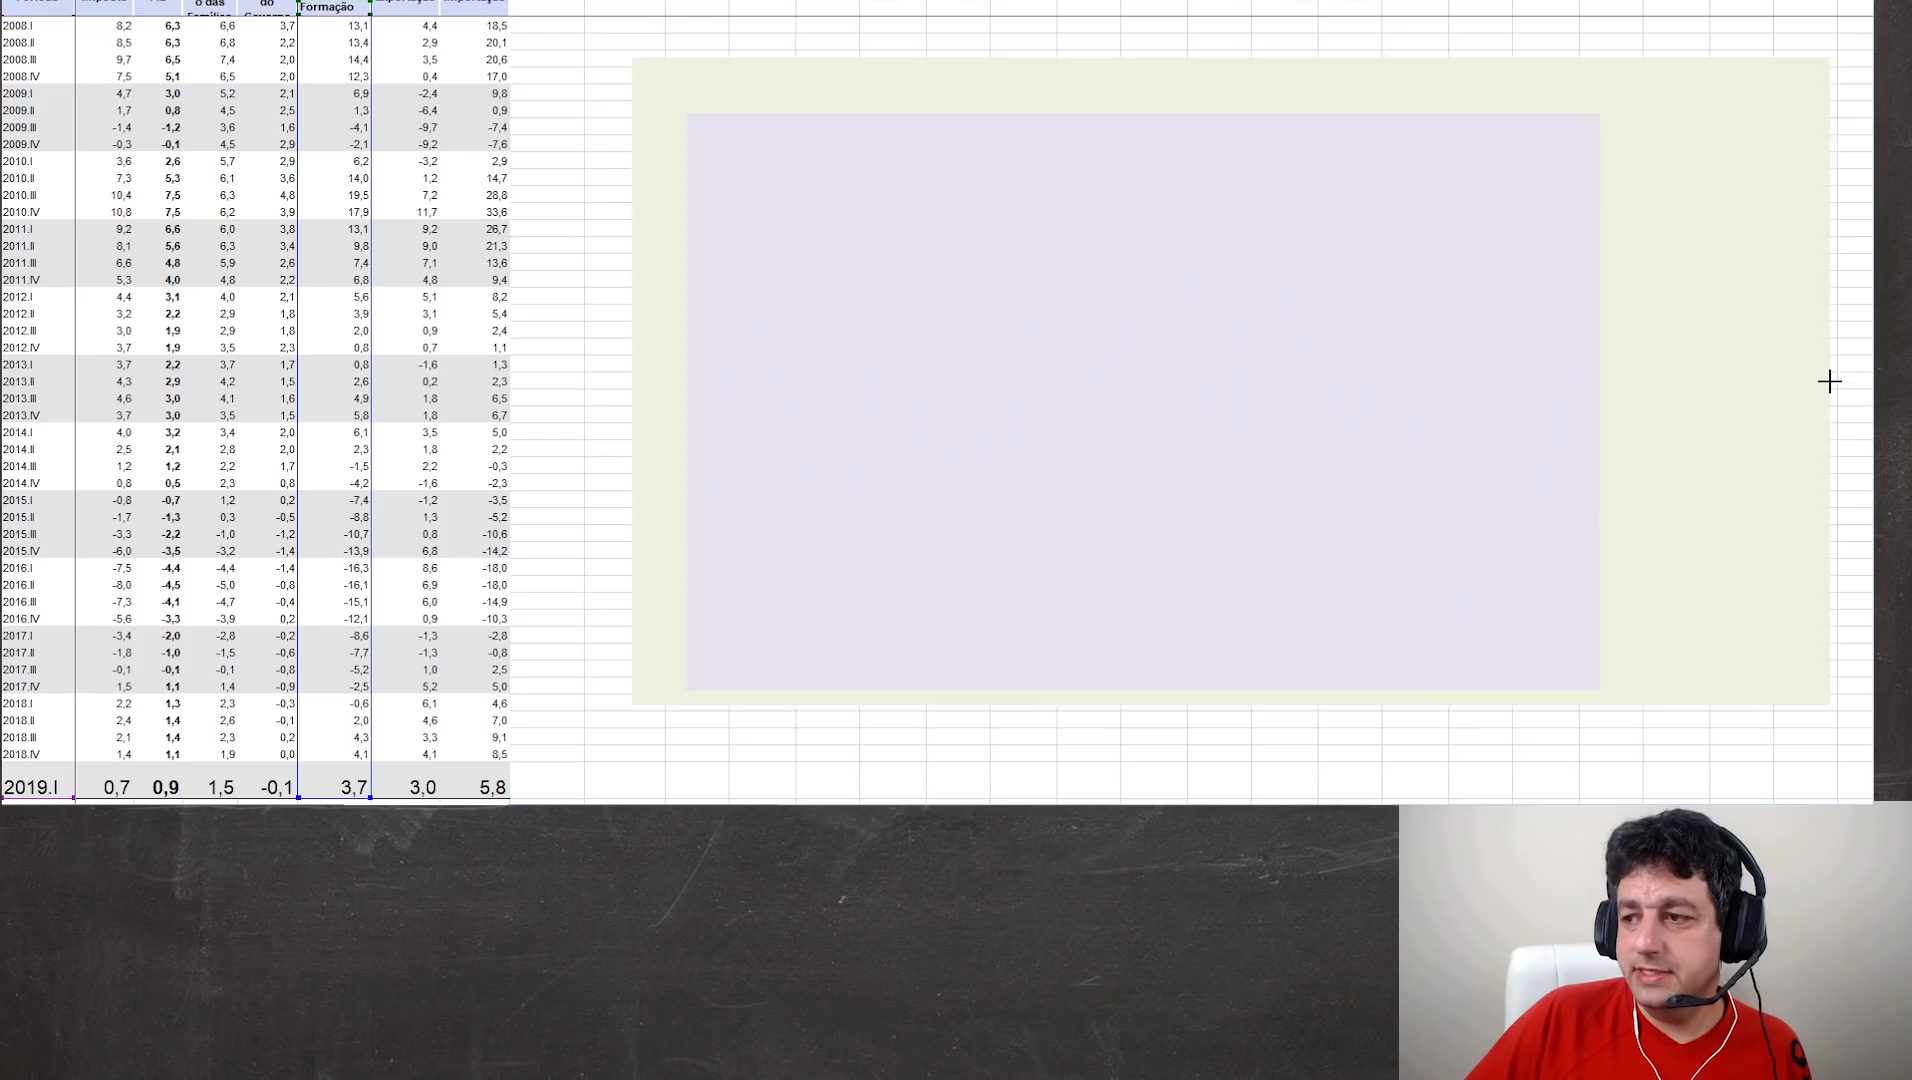 o das do Formação
2008.I 8,2 6,3 6,6 3,7 13,1 4,4 18,5
2008.II 8,5 6,3 6,8 2,2 13,4 2,9 20,1
2008.III 9,7 6,5 7,4 2,0 14,4 3,5 20,6
2008.IV 7,5 5,1 6,5 2,0 12,3 0,4 17,0
2009.I 4,7 3,0 5,2 2,1 6,9 -2,4 9,8
2009.II 1,7 0,8 4,5 2,5 1,3 -6,4 0,9
2009.III -1,4 -1,2 3,6 1,6 -4,1 -9,7 -7,4
2009.IV -0,3 -0,1 4,5 2,9 -2,1 -9,2 -7,6
2010.I 3,6 2,6 5,7 2,9 6,2 -3,2 2,9
2010.II 7,3 5,3 6,1 3,6 14,0 1,2 14,7
2010.III 10,4 7,5 6,3 4,8 19,5 7,2 28,8
2010.IV 10,8 7,5 6,2 3,9 17,9 11,7 33,6
2011.I 9,2 6,6 6,0 3,8 13,1 9,2 26,7
2011.II 8,1 5,6 6,3 3,4 9,8 9,0 21,3
2011.III 6,6 4,8 5,9 2,6 7,4 7,1 13,6
2011.IV 5,3 4,0 4,8 2,2 6,8 4,8 9,4
2012.I 4,4 3,1 4,0 2,1 5,6 5,1 8,2
2012.II 3,2 2,2 2,9 1,8 3,9 3,1 5,4
2012.III 3,0 1,9 2,9 1,8 2,0 0,9 2,4
2012.IV 3,7 1,9 3,5 2,3 0,8 0,7 1,1
2013.I 3,7 2,2 3,7 1,7 0,8 -1,6 1,3
2013.II 4,3 2,9 4,2 1,5 2,6 0,2 2,3
2013.III 4,6 3,0 4,1 1,6 4,9 1,8 6,5
2013.IV 3,7 3,0 3,5 1,5 5,8 1,8 6,7
2014.I 4,0 3,2 3,4 2,0 6,1 3,5 5,0
2014.II 2,5 2,1 2,8 2,0 2,3 1,8 2,2
2014.III 1,2 1,2 2,2 1,7 -1,5 2,2 -0,3
2014.IV 0,8 0,5 2,3 0,8 -4,2 -1,6 -2,3
2015.I -0,8 -0,7 1,2 0,2 -7,4 -1,2 -3,5
2015.II -1,7 -1,3 0,3 -0,5 -8,8 1,3 -5,2
2015.III -3,3 -2,2 -1,0 -1,2 -10,7 0,8 -10,6
2015.IV -6,0 -3,5 -3,2 -1,4 -13,9 6,8 -14,2
2016.I -7,5 -4,4 -4,4 -1,4 -16,3 8,6 -18,0
2016.II -8,0 -4,5 -5,0 -0,8 -16,1 6,9 -18,0
2016.III -7,3 -4,1 -4,7 -0,4 -15,1 6,0 -14,9
2016.IV -5,6 -3,3 -3,9 0,2 -12,1 0,9 -10,3
2017.I -3,4 -2,0 -2,8 -0,2 -8,6 -1,3 -2,8
2017.II -1,8 -1,0 -1,5 -0,6 -7,7 -1,3 -0,8
2017.III -0,1 -0,1 -0,1 -0,8 -5,2 1,0 2,5
2017.IV 1,5 1,1 1,4 -0,9 -2,5 5,2 5,0
2018.I 2,2 1,3 2,3 -0,3 -0,6 6,1 4,6
2018.II 2,4 1,4 2,6 -0,1 2,0 4,6 7,0
2018.III 2,1 1,4 2,3 0,2 4,3 3,3 9,1
2018.IV 1,4 1,1 1,9 0,0 4,1 4,1 8,5
2019.I 0,7 0,9 1,5 -0,1 3,7 3,0 5,8